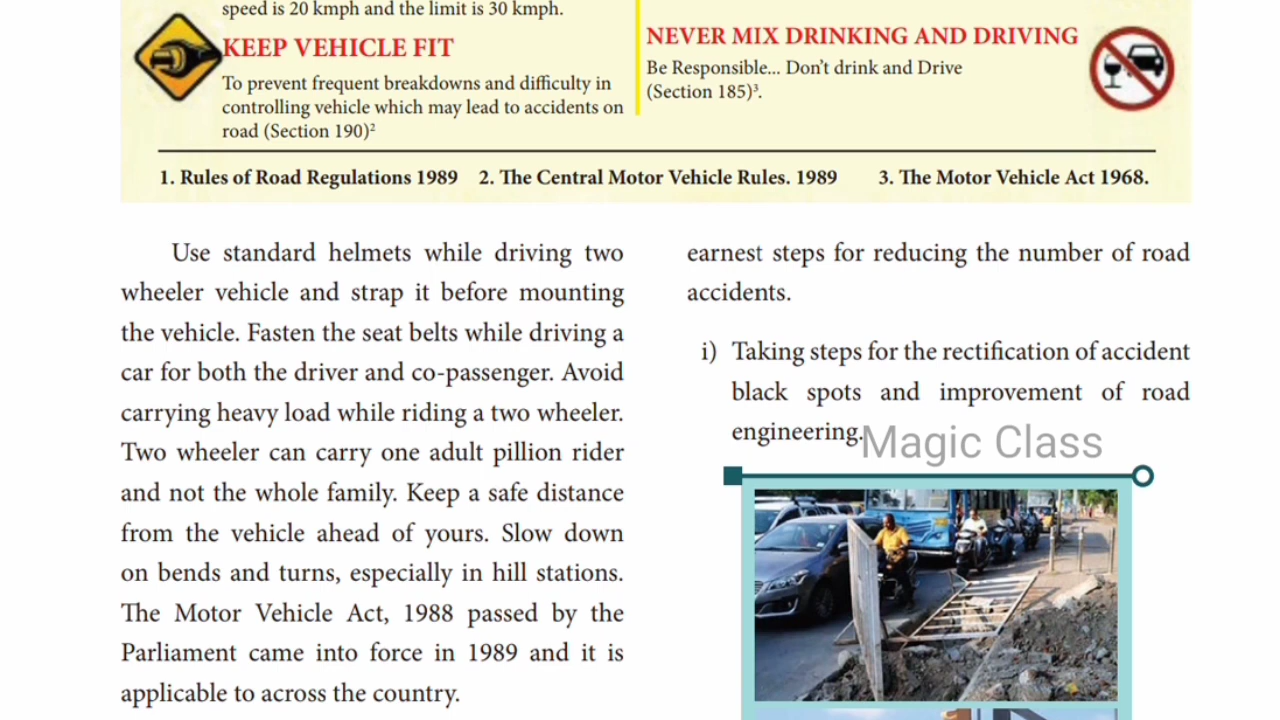 speed is 20 kmph and the limit is 30 kmph.
KEEP VEHICLE FIT
To prevent frequent breakdowns and difficulty in
controlling vehicle which may lead to accidents on
road (Section 190)²
NEVER MIX DRINKING AND DRIVING
Be Responsible... Don't drink and Drive
(Section 185)³.
1. Rules of Road Regulations 1989 2. The Central Motor Vehicle Rules. 1989 3. The Motor Vehicle Act 1968.
Use standard helmets while driving two
wheeler vehicle and strap it before mounting
the vehicle. Fasten the seat belts while driving a
car for both the driver and co-passenger. Avoid
carrying heavy load while riding a two wheeler.
Two wheeler can carry one adult pillion rider
and not the whole family. Keep a safe distance
from the vehicle ahead of yours. Slow down
on bends and turns, especially in hill stations.
The Motor Vehicle Act, 1988 passed by the
Parliament came into force in 1989 and it is
applicable to across the country.
earnest steps for reducing the number of road
accidents.
i) Taking steps for the rectification of accident
black spots and improvement of road
engineering.
Magic Class